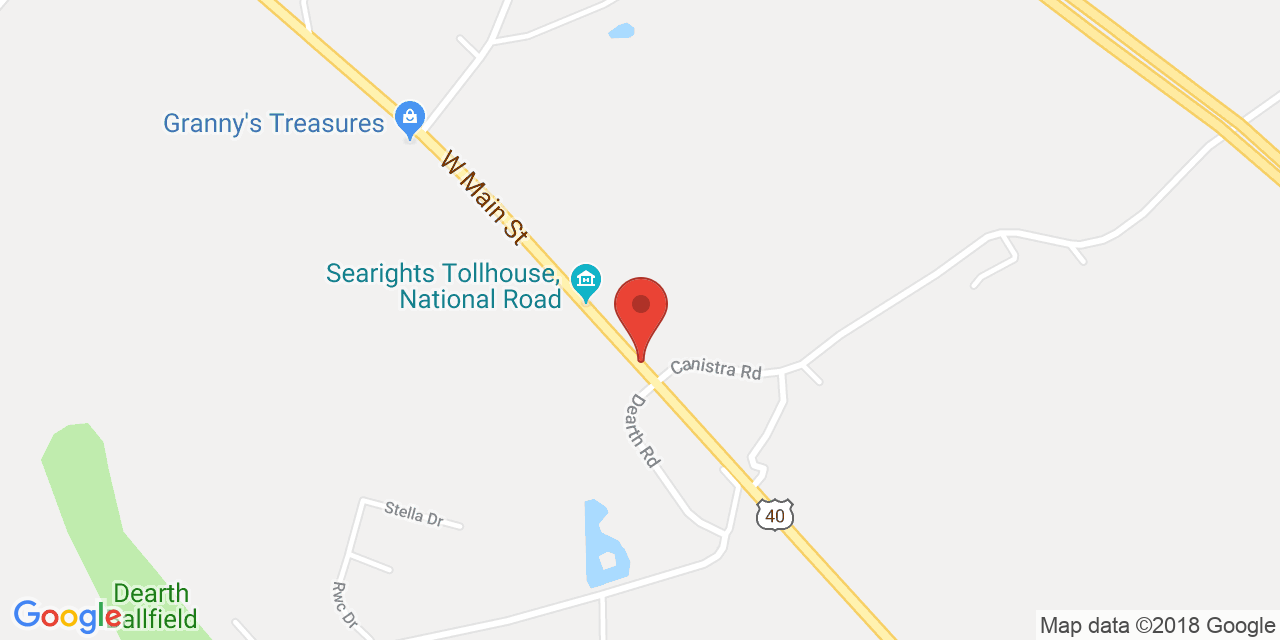 Granny's Treasures
W Main St
Searights Tollhouse,
National Road
Canistra Rd
Dearth Rd
40
Stella Dr
Rwc Dr
Dearth
allfield
Google
Map data ©2018 Google